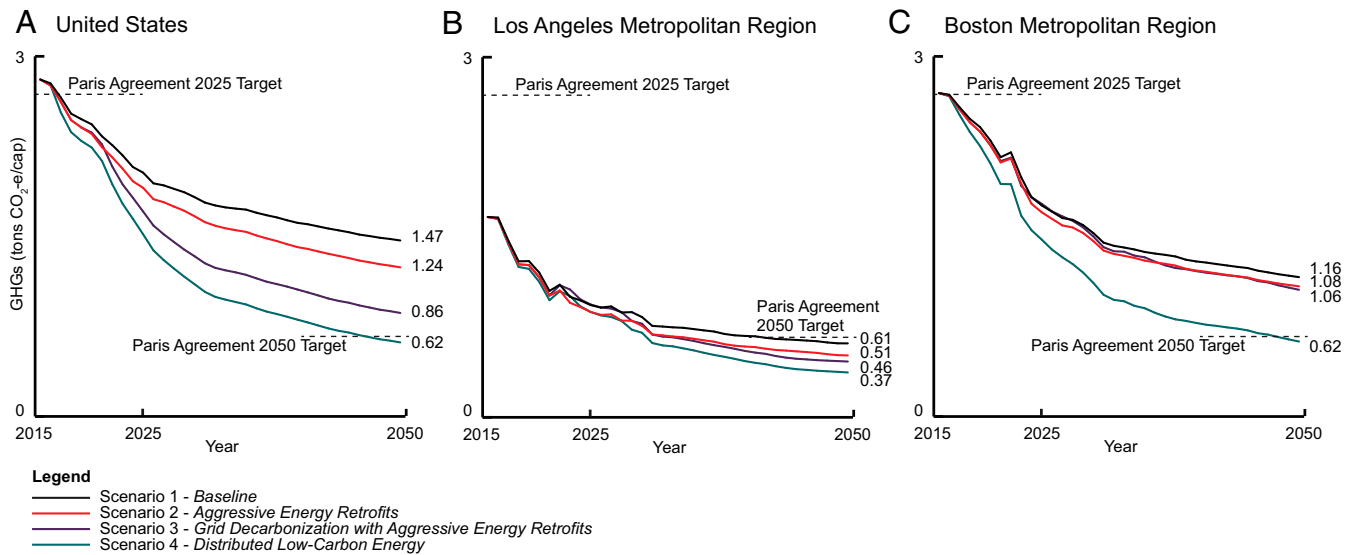 A United States
3
GHGs (tons CO₂-e/cap)
0
Paris Agreement 2025 Target
1.47
1.24
0.86
0.62
Paris Agreement 2050 Target
2015
2025
2050
Year
B Los Angeles Metropolitan Region
3
0
Paris Agreement 2025 Target
Paris Agreement
2050 Target
0.61
0.51
0.46
0.37
2015
2025
2050
Year
C Boston Metropolitan Region
3
0
Paris Agreement 2025 Target
1.16
1.08
1.06
0.62
Paris Agreement 2050 Target
2015
2025
2050
Year
Legend
Scenario 1 - Baseline
Scenario 2 - Aggressive Energy Retrofits
Scenario 3 - Grid Decarbonization with Aggressive Energy Retrofits
Scenario 4 - Distributed Low-Carbon Energy